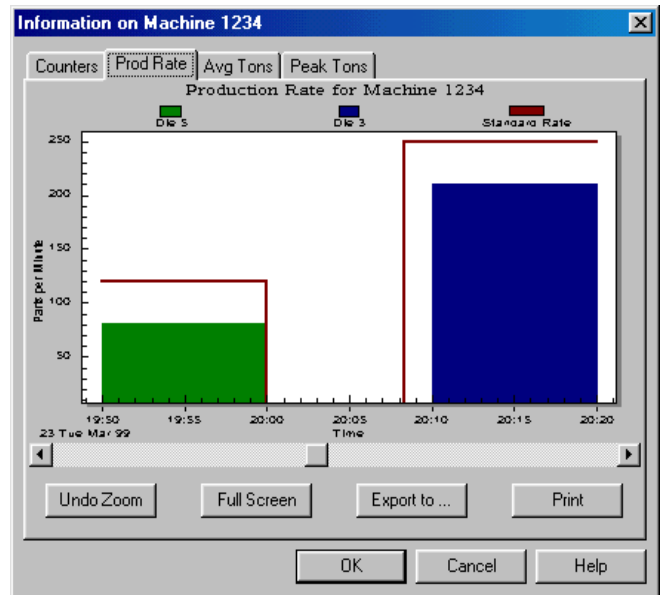 Information on Machine 1234
Counters Prod Rate Avg Tons Peak Tons
Production Rate for Machine 1234
Die 5 Die 3 Standard Rate
250
200
150
100
50
Parts per Minute
19:50 19:55 20:00 20:05 20:10 20:15 20:20
23 Tue Mar 99 Time
Undo Zoom Full Screen Export to ... Print
OK Cancel Help